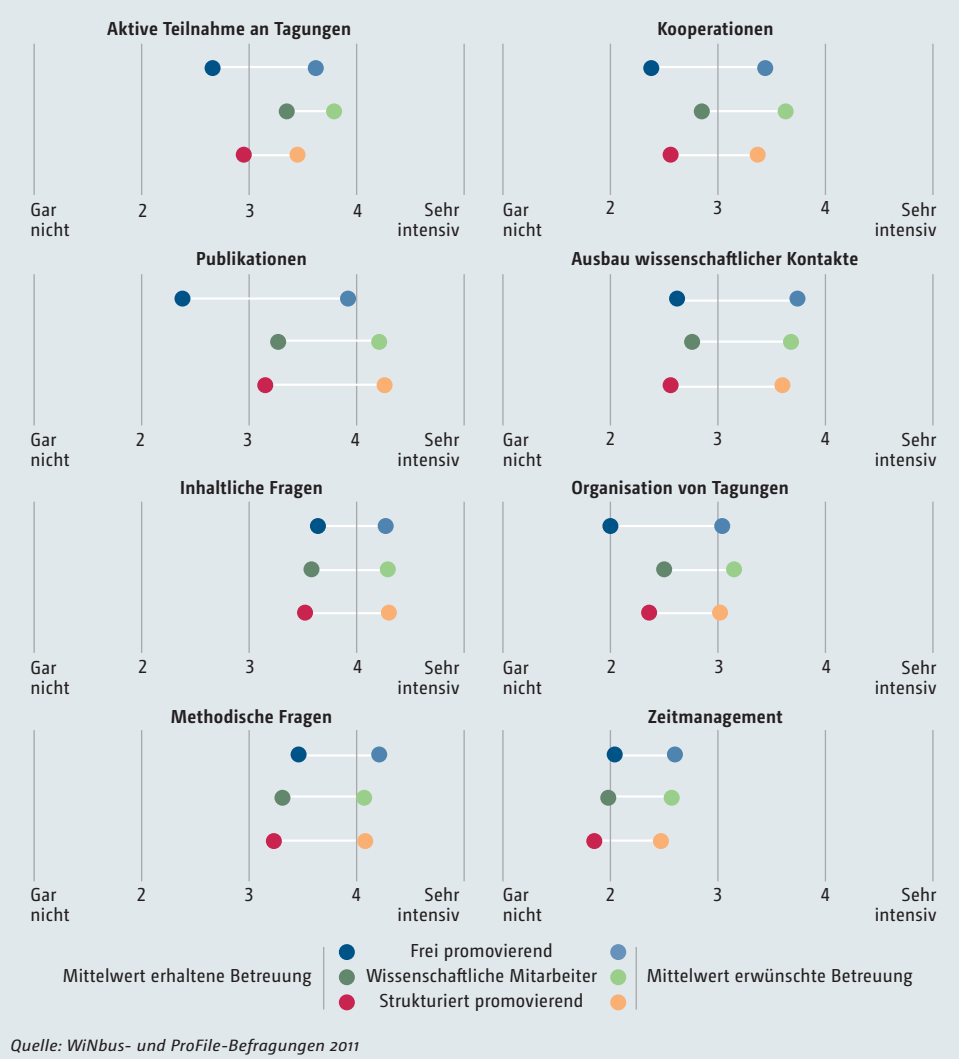 Aktive Teilnahme an Tagungen
Gar nicht 2 3 4 Sehr intensiv
Kooperationen
Gar nicht 2 3 4 Sehr intensiv
Publikationen
Gar nicht 2 3 4 Sehr intensiv
Ausbau wissenschaftlicher Kontakte
Gar nicht 2 3 4 Sehr intensiv
Inhaltliche Fragen
Gar nicht 2 3 4 Sehr intensiv
Organisation von Tagungen
Gar nicht 2 3 4 Sehr intensiv
Methodische Fragen
Gar nicht 2 3 4 Sehr intensiv
Zeitmanagement
Gar nicht 2 3 4 Sehr intensiv
Frei promovierend
Mittelwert erhaltene Betreuung Wissenschaftliche Mitarbeiter Mittelwert erwünschte Betreuung
Strukturiert promovierend
Quelle: WiNbus- und ProFile-Befragungen 2011